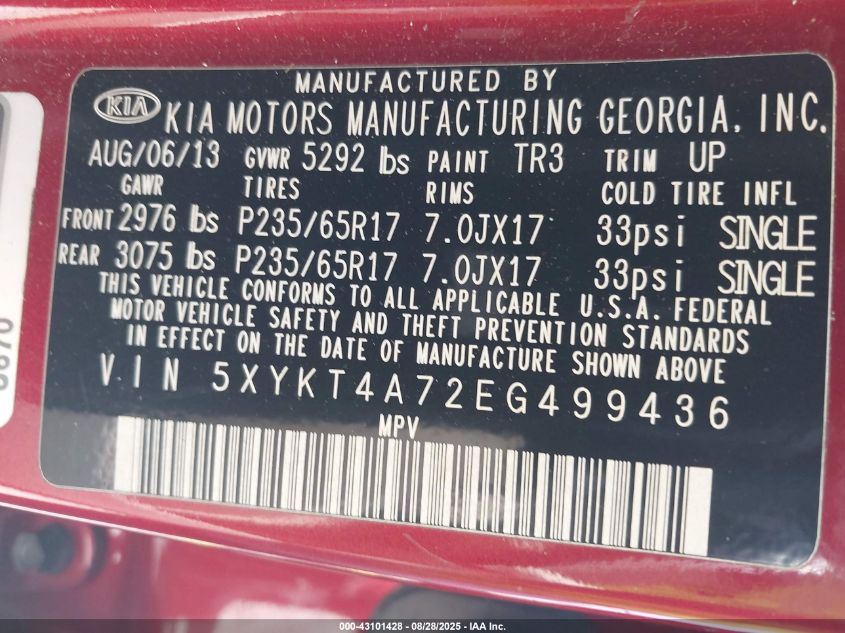 MANUFACTURED BY
KIA KIA MOTORS MANUFACTURING GEORGIA, INC.
AUG/06/13 GVWR 5292 lbs PAINT TR3 TRIM UP
GAWR TIRES RIMS COLD TIRE INFL
FRONT 2976 lbs P235/65R17 7.0JX17 33psi SINGLE
REAR 3075 lbs P235/65R17 7.0JX17 33psi SINGLE
THIS VEHICLE CONFORMS TO ALL APPLICABLE U.S.A. FEDERAL
MOTOR VEHICLE SAFETY AND THEFT PREVENTION STANDARDS
IN EFFECT ON THE DATE OF MANUFACTURE SHOWN ABOVE
VIN 5XYKT4A72EG499436
MPV
000-43101428 - 08/28/2025 - IAA Inc.